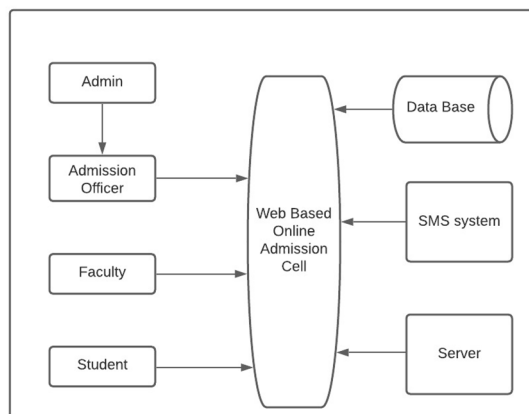 Admin
Admission
Officer
Faculty
Student
Web Based
Online
Admission
Cell
Data Base
SMS system
Server